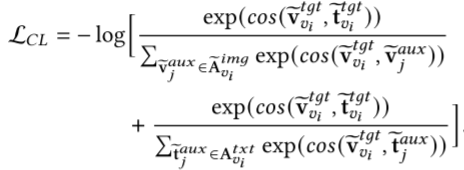 $\mathcal{L}_{CL} = -\log\Big[\frac{\exp(cos(\widetilde{\mathbf{v}}_{v_i}^{tgt}, \widetilde{\mathbf{t}}_{v_i}^{tgt}))}{\sum_{\widetilde{\mathbf{v}}_j^{aux} \in \widetilde{\mathbf{A}}_{v_i}^{img}} \exp(cos(\widetilde{\mathbf{v}}_{v_i}^{tgt}, \widetilde{\mathbf{v}}_j^{aux}))}$
$+ \frac{\exp(cos(\widetilde{\mathbf{v}}_{v_i}^{tgt}, \widetilde{\mathbf{t}}_{v_i}^{tgt}))}{\sum_{\widetilde{\mathbf{t}}_j^{aux} \in \mathbf{A}_{v_i}^{txt}} \exp(cos(\widetilde{\mathbf{v}}_{v_i}^{tgt}, \widetilde{\mathbf{t}}_j^{aux}))}\Big].$